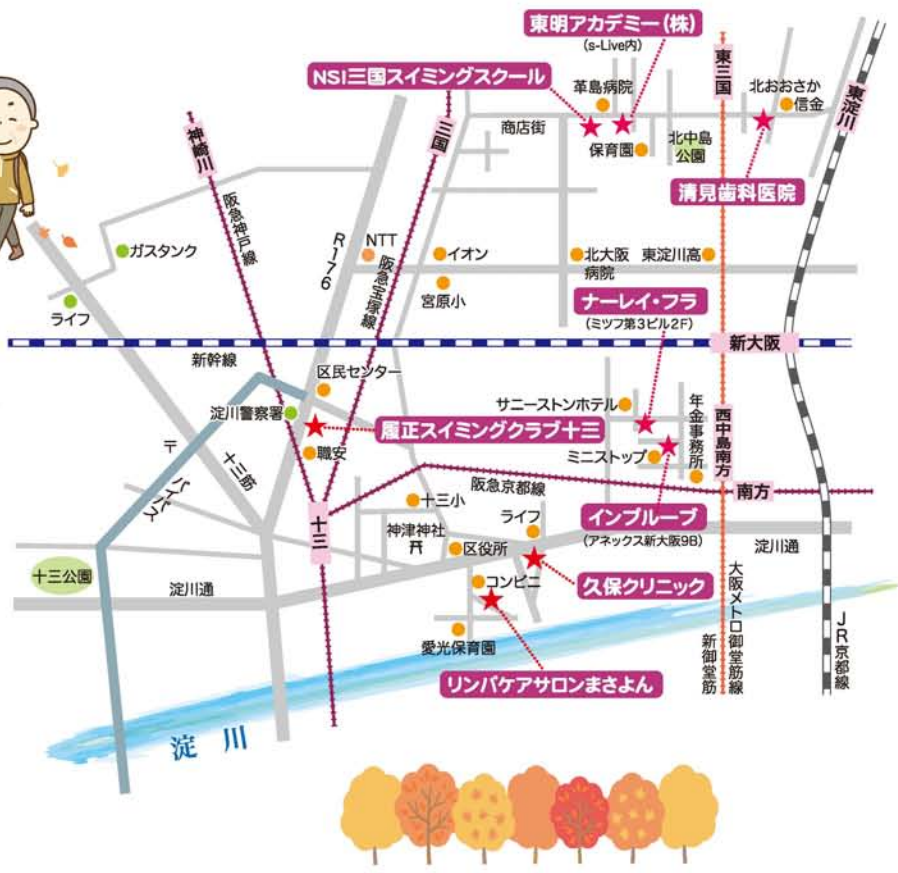 東明アカデミー(株)
(s-Live内)
NSI三国スイミングスクール
革島病院
東三国
北おおさか
信金
東淀川
商店街
保育園
北中島
公園
清見歯科医院
神崎川
三国
阪急神戸線
R176
NTT
阪急宝塚線
イオン
宮原小
北大阪
病院
東淀川高
ガスタンク
ライフ
ナーレイ・フラ
(ミツフ第3ビル2F)
新幹線
新大阪
区民センター
淀川警察署
履正スイミングクラブ十三
職安
サニーストンホテル
年金事務所
西中島南方
ミニストップ
〒
バイパス
十三筋
十三
阪急京都線
南方
十三小
インプルーブ
(アネックス新大阪9B)
神津神社
区役所
ライフ
淀川通
十三公園
淀川通
コンビニ
久保クリニック
愛光保育園
リンパケアサロンまさよん
新御堂筋
大阪メトロ御堂筋線
JR京都線
淀川